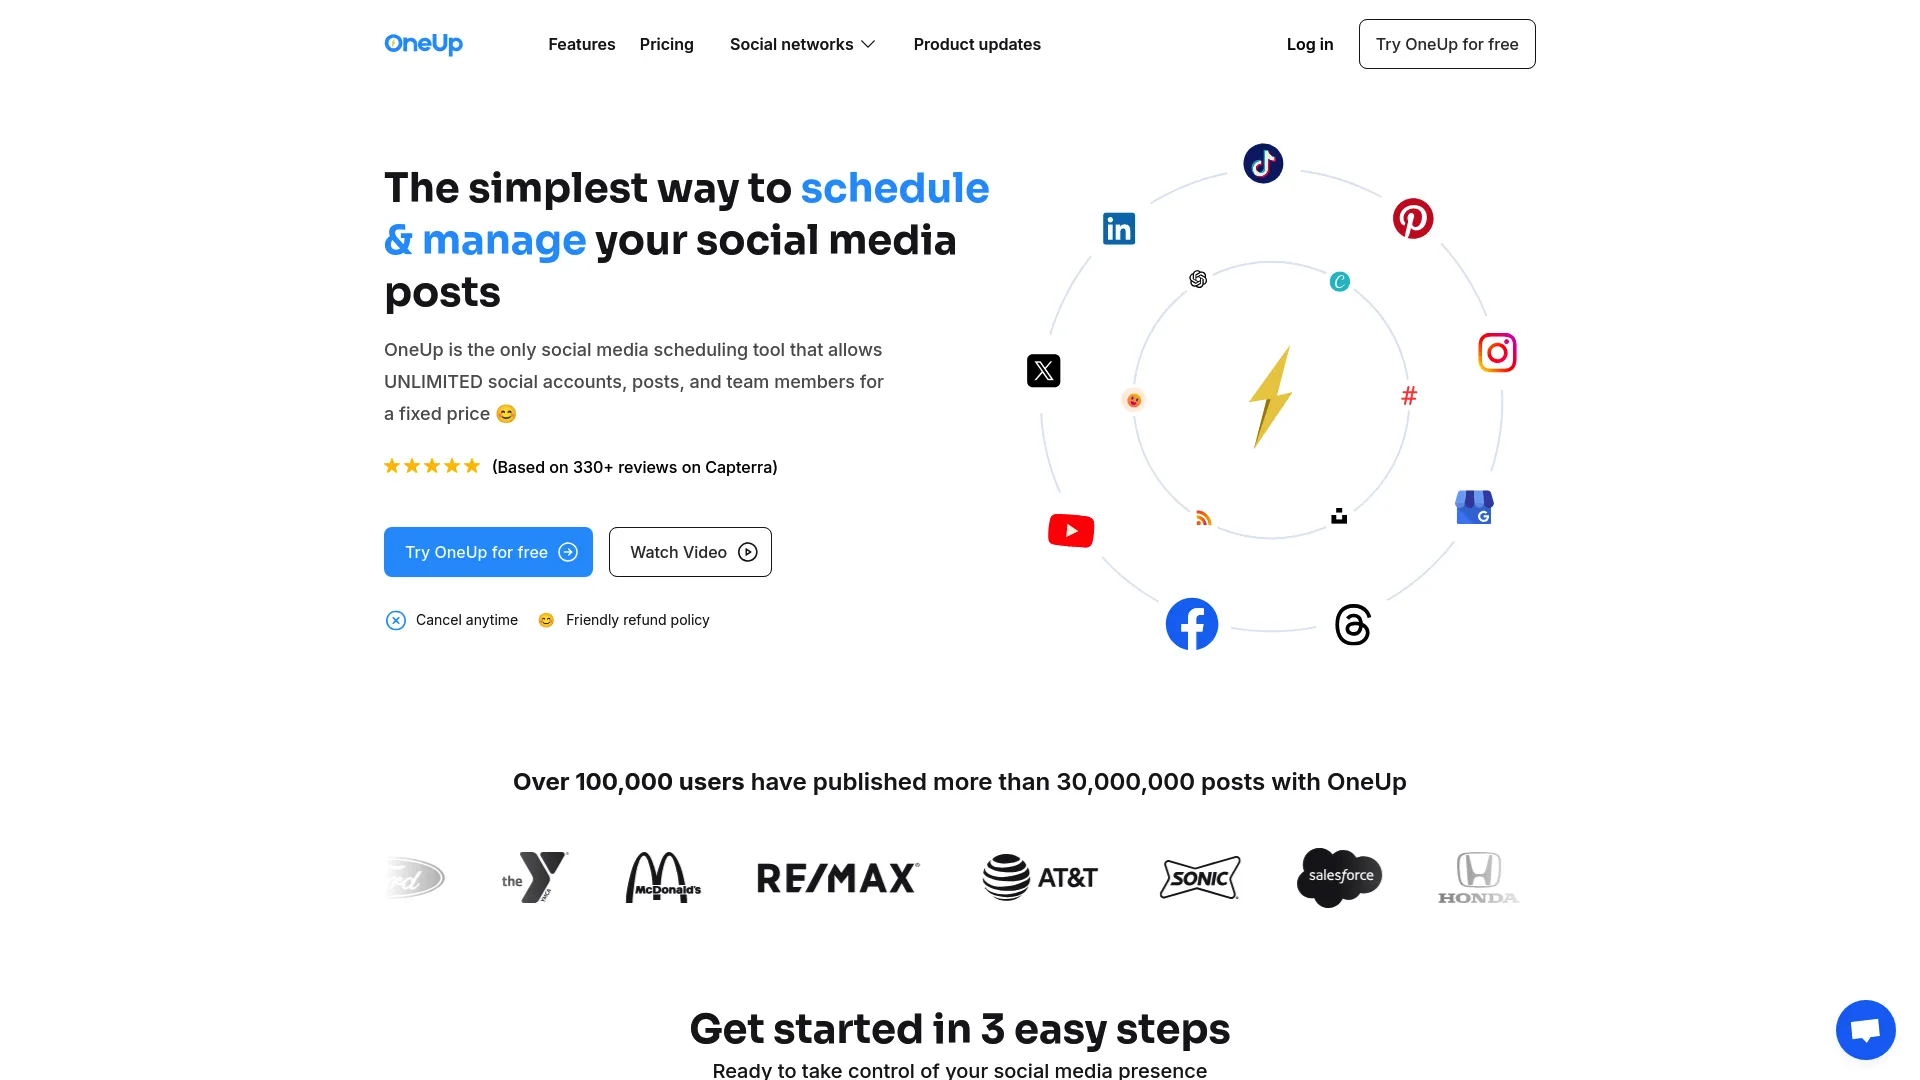 OneUp
Features
Pricing
Social networks
Product updates
Log in
Try OneUp for free
The simplest way to schedule
& manage your social media
posts
OneUp is the only social media scheduling tool that allows
UNLIMITED social accounts, posts, and team members for
a fixed price 😊
(Based on 330+ reviews on Capterra)
Try OneUp for free
Watch Video
Cancel anytime
😊 Friendly refund policy
in
#
Over 100,000 users have published more than 30,000,000 posts with OneUp
the
YMCA
McDonald's
RE/MAX
AT&T
SONIC
salesforce
HONDA
Get started in 3 easy steps
Ready to take control of your social media presence